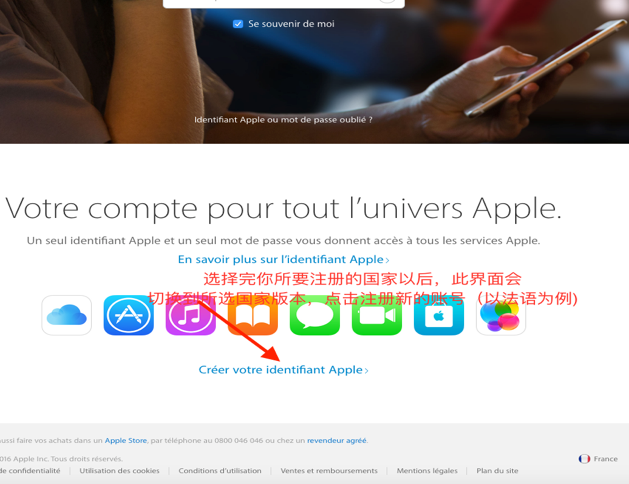 Se souvenir de moi
Identifiant Apple ou mot de passe oublié ?
Votre compte pour tout l’univers Apple.
Un seul identifiant Apple et un seul mot de passe vous donnent accès à tous les services Apple.
En savoir plus sur l’identifiant Apple ›
选择完你所要注册的国家以后，此界面会
切换到所选国家版本，点击注册新的账号（以法语为例)
Créer votre identifiant Apple ›
aussi faire vos achats dans un Apple Store, par téléphone au 0800 046 046 ou chez un revendeur agréé.
2016 Apple Inc. Tous droits réservés.
France
de confidentialité | Utilisation des cookies | Conditions d’utilisation | Ventes et remboursements | Mentions légales | Plan du site